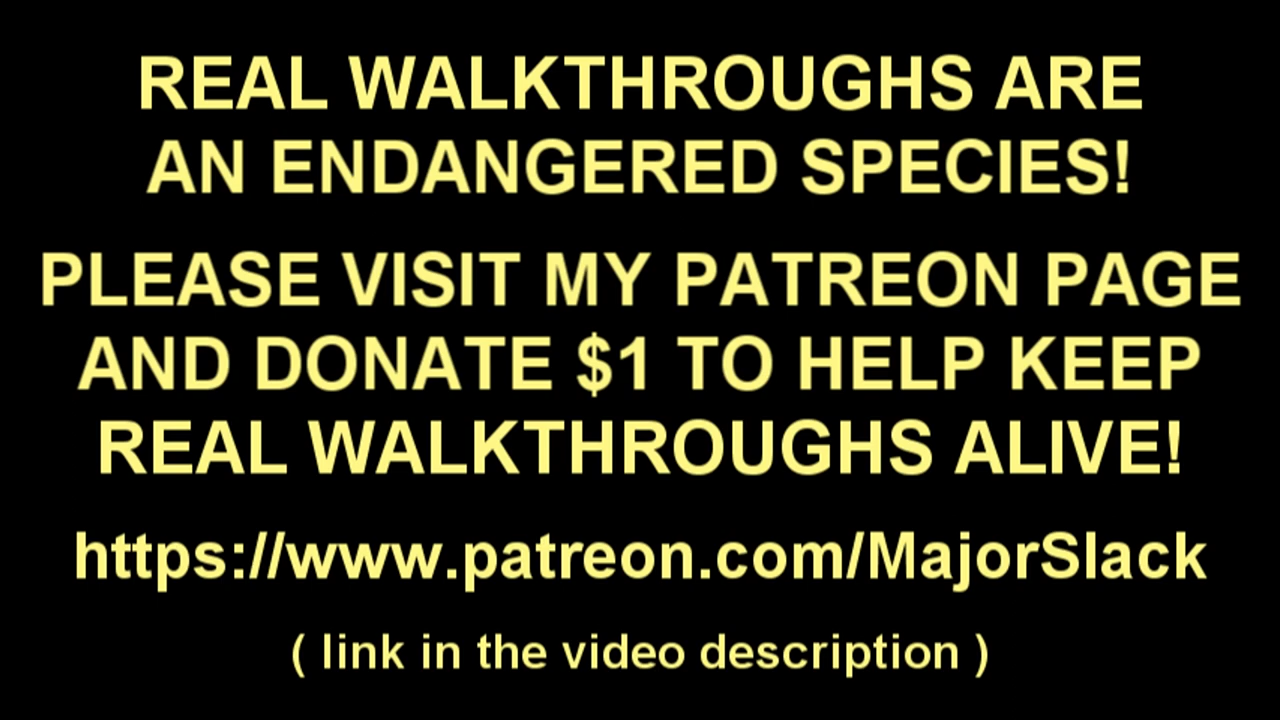 REAL WALKTHROUGHS ARE
AN ENDANGERED SPECIES!
PLEASE VISIT MY PATREON PAGE
AND DONATE $1 TO HELP KEEP
REAL WALKTHROUGHS ALIVE!
https://www.patreon.com/MajorSlack
( link in the video description )